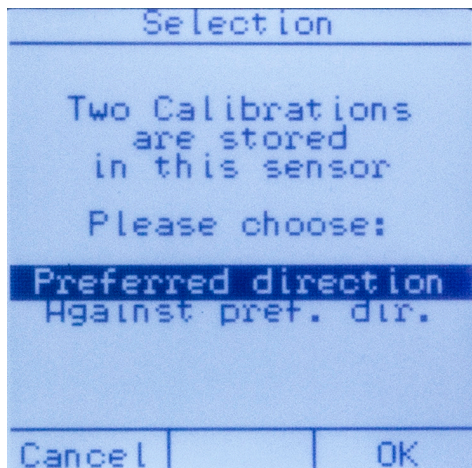 Selection
Two Calibrations
are stored
in this sensor
Please choose:
Preferred direction
Against pref. dir.
Cancel
OK